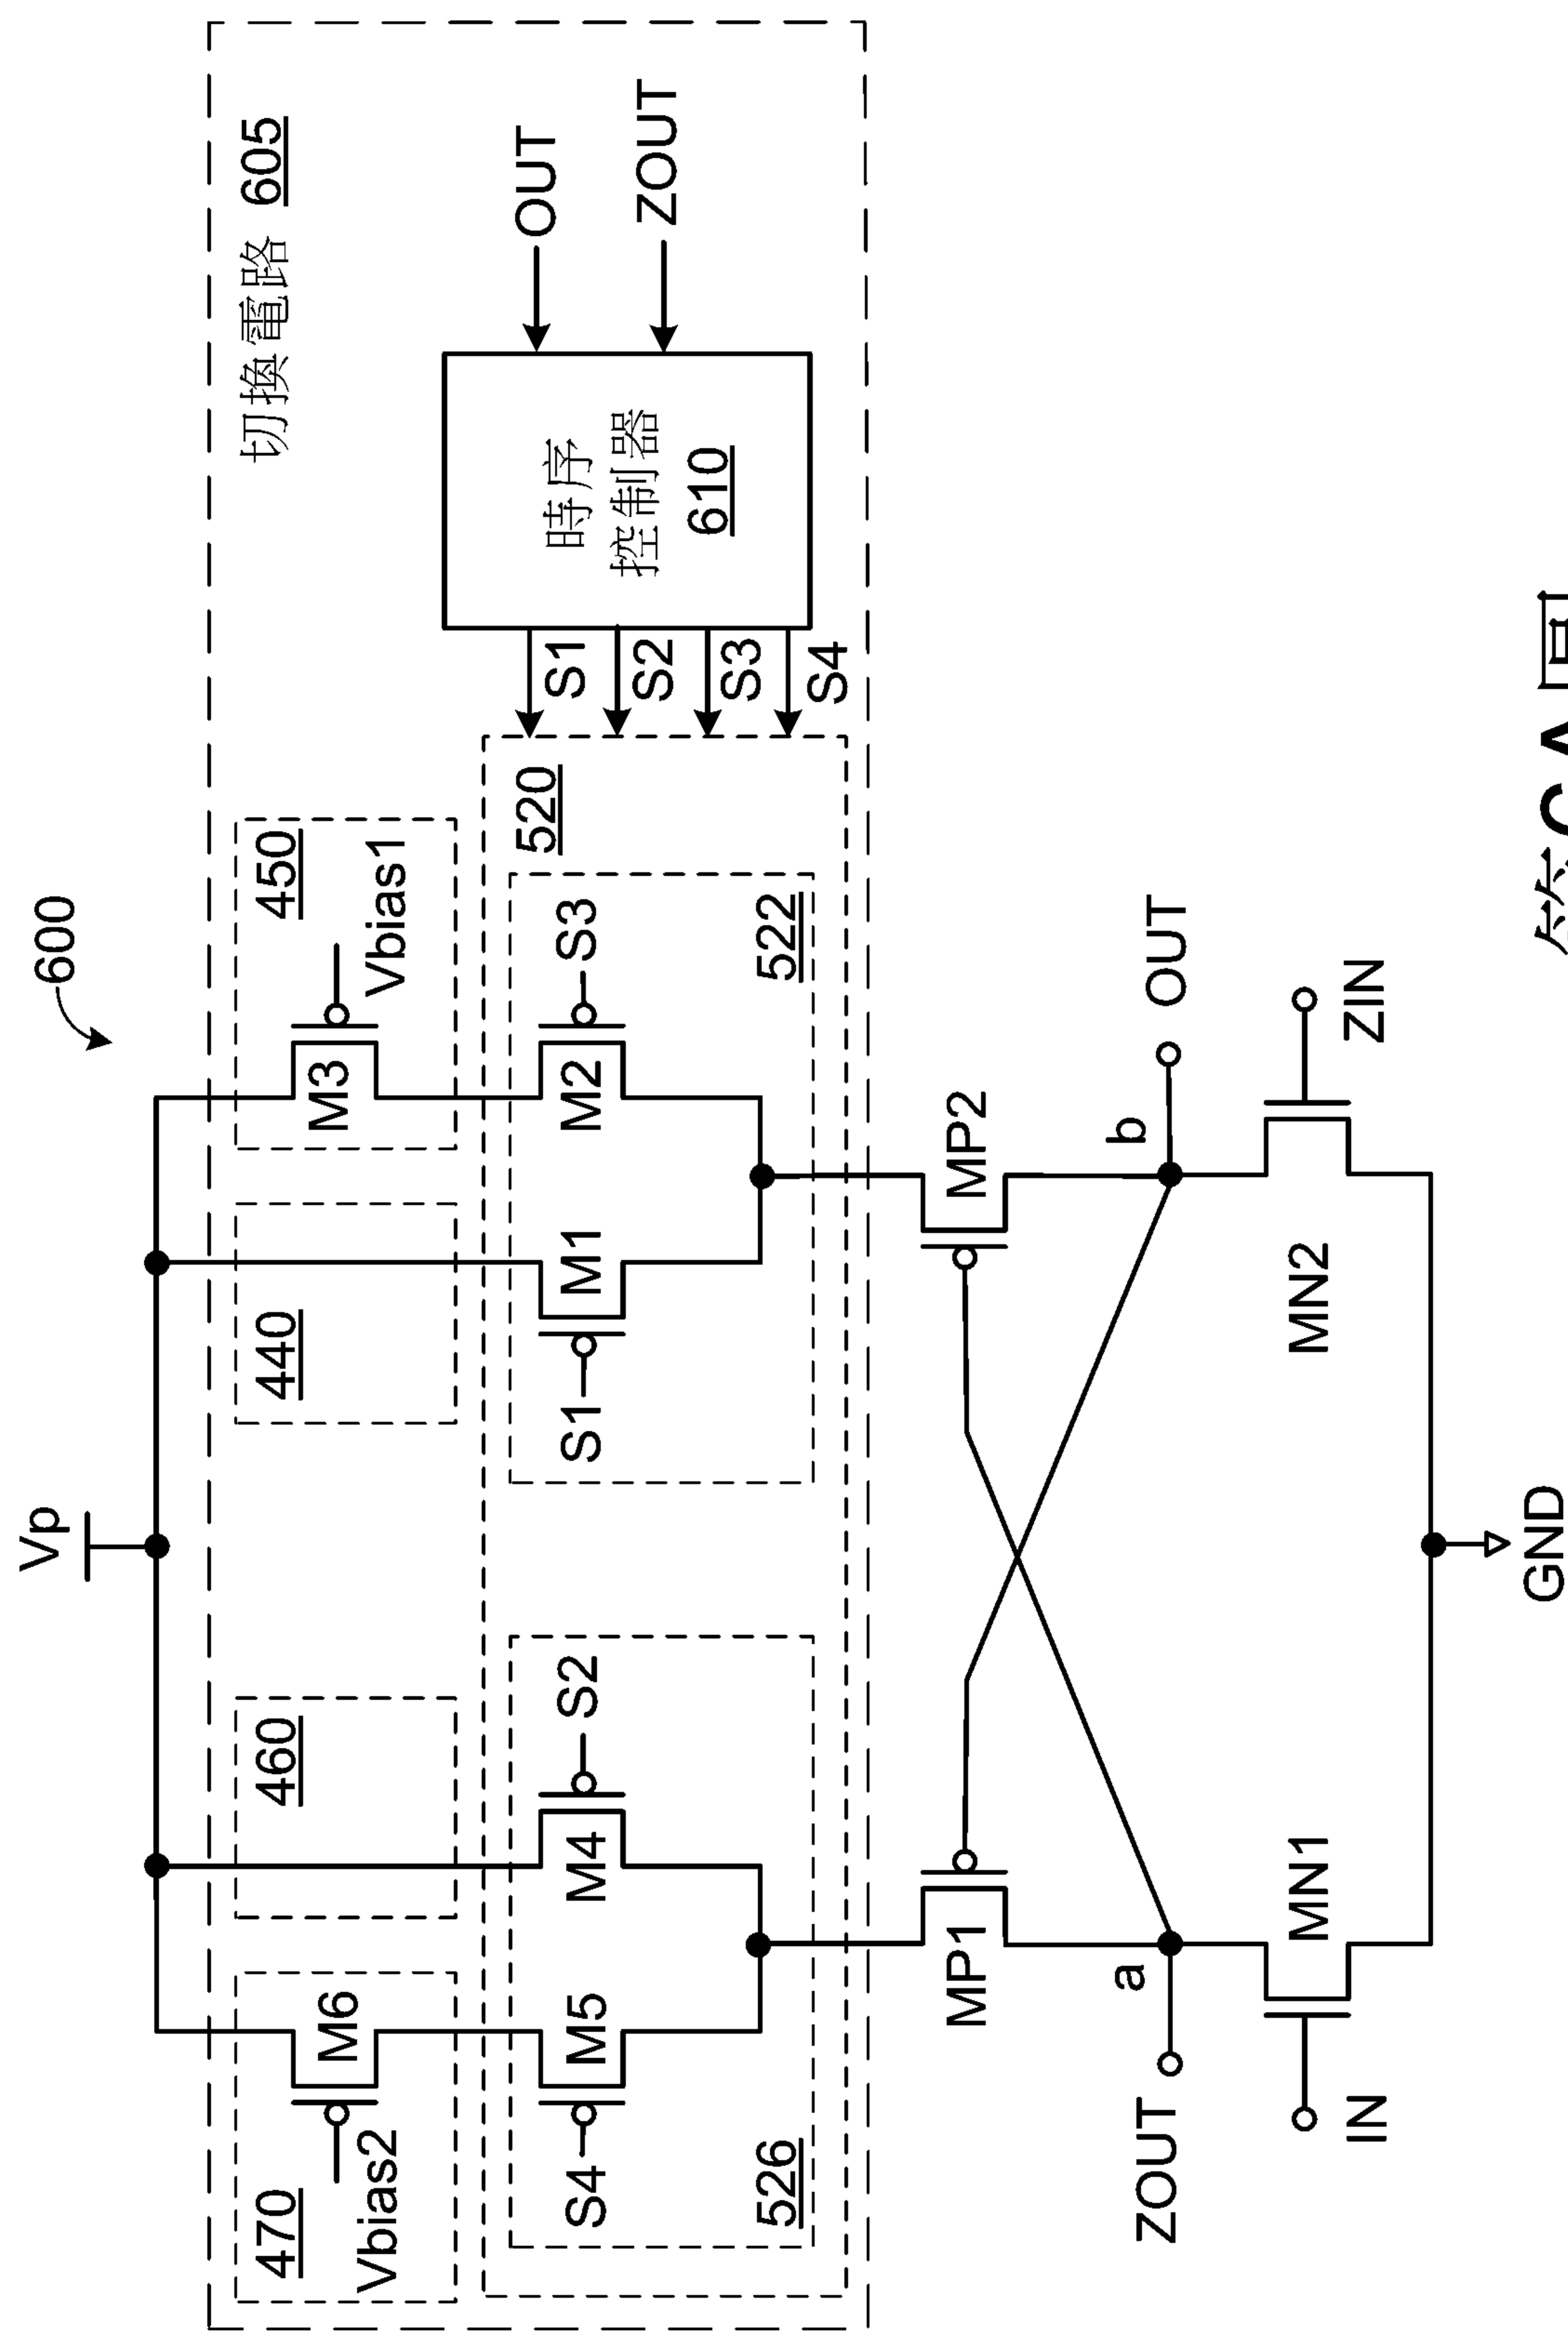 600
Vp
切換電路 605
470
M6
Vbias2
460
440
450
M3
Vbias1
520
S4
M5
M4
S2
526
S1
M1
M2
S3
522
S1
S2
S3
S4
時序
控制器
610
OUT
ZOUT
MP1
MP2
a
b
ZOUT
OUT
IN
MN1
MN2
ZIN
GND